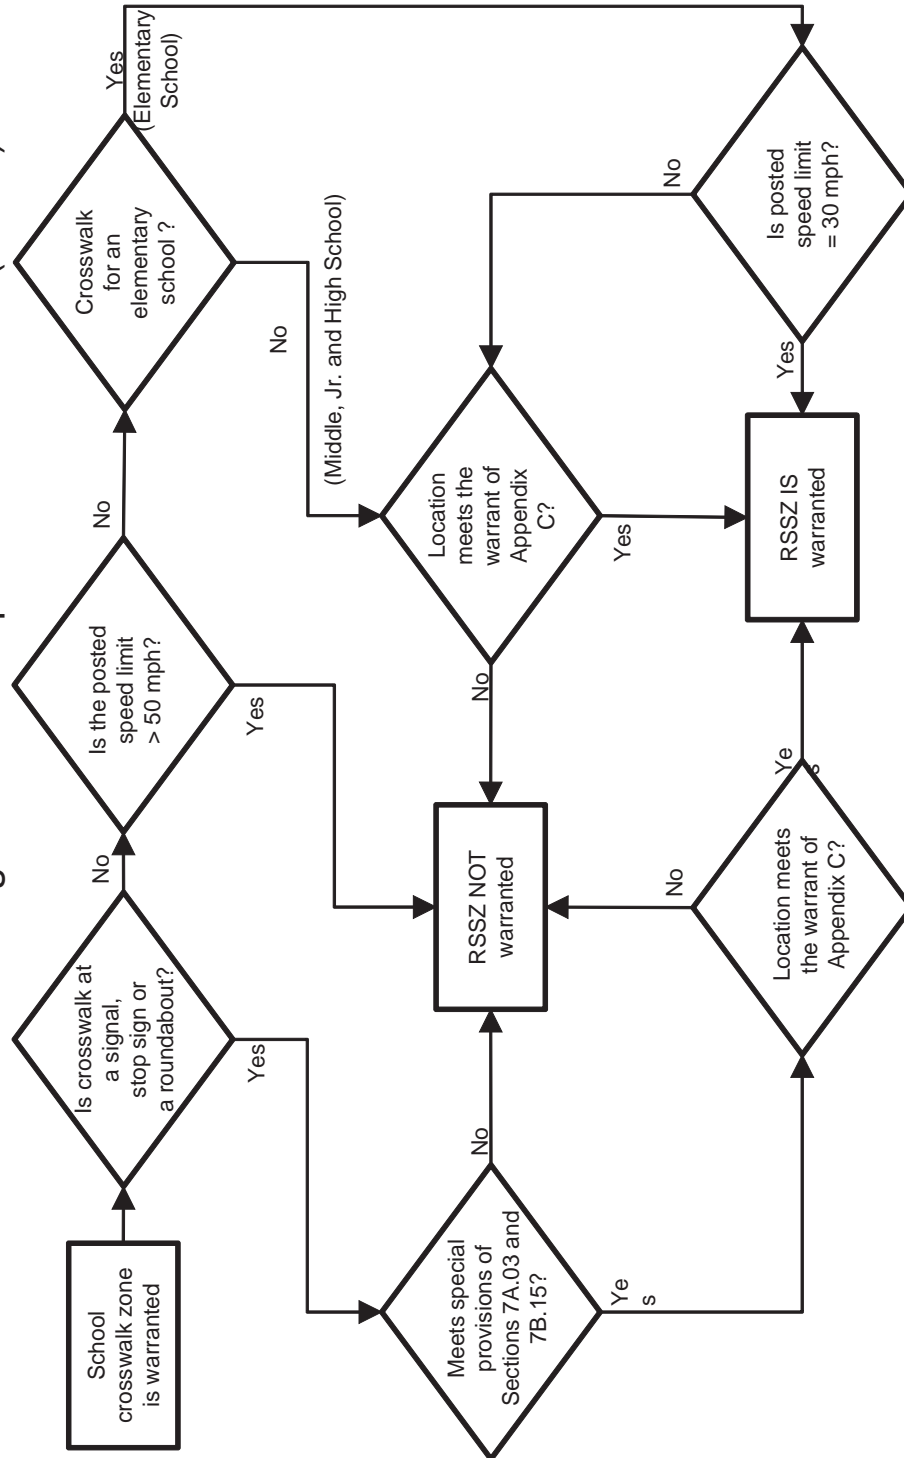 School
crosswalk zone
is warranted
Is crosswalk at
a signal,
stop sign or
a roundabout?
No
Yes
Is the posted
speed limit
> 50 mph?
No
Yes
Crosswalk
for an
elementary
school ?
Yes
(Elementary
School)
No
(Middle, Jr. and High School)
Meets special
provisions of
Sections 7A.03 and
7B.15?
No
Ye
s
RSSZ NOT
warranted
Location
meets the
warrant of
Appendix
C?
No
Yes
Location meets
the warrant of
Appendix C?
No
Ye
s
RSSZ IS
warranted
Is posted
speed limit
= 30 mph?
No
Yes